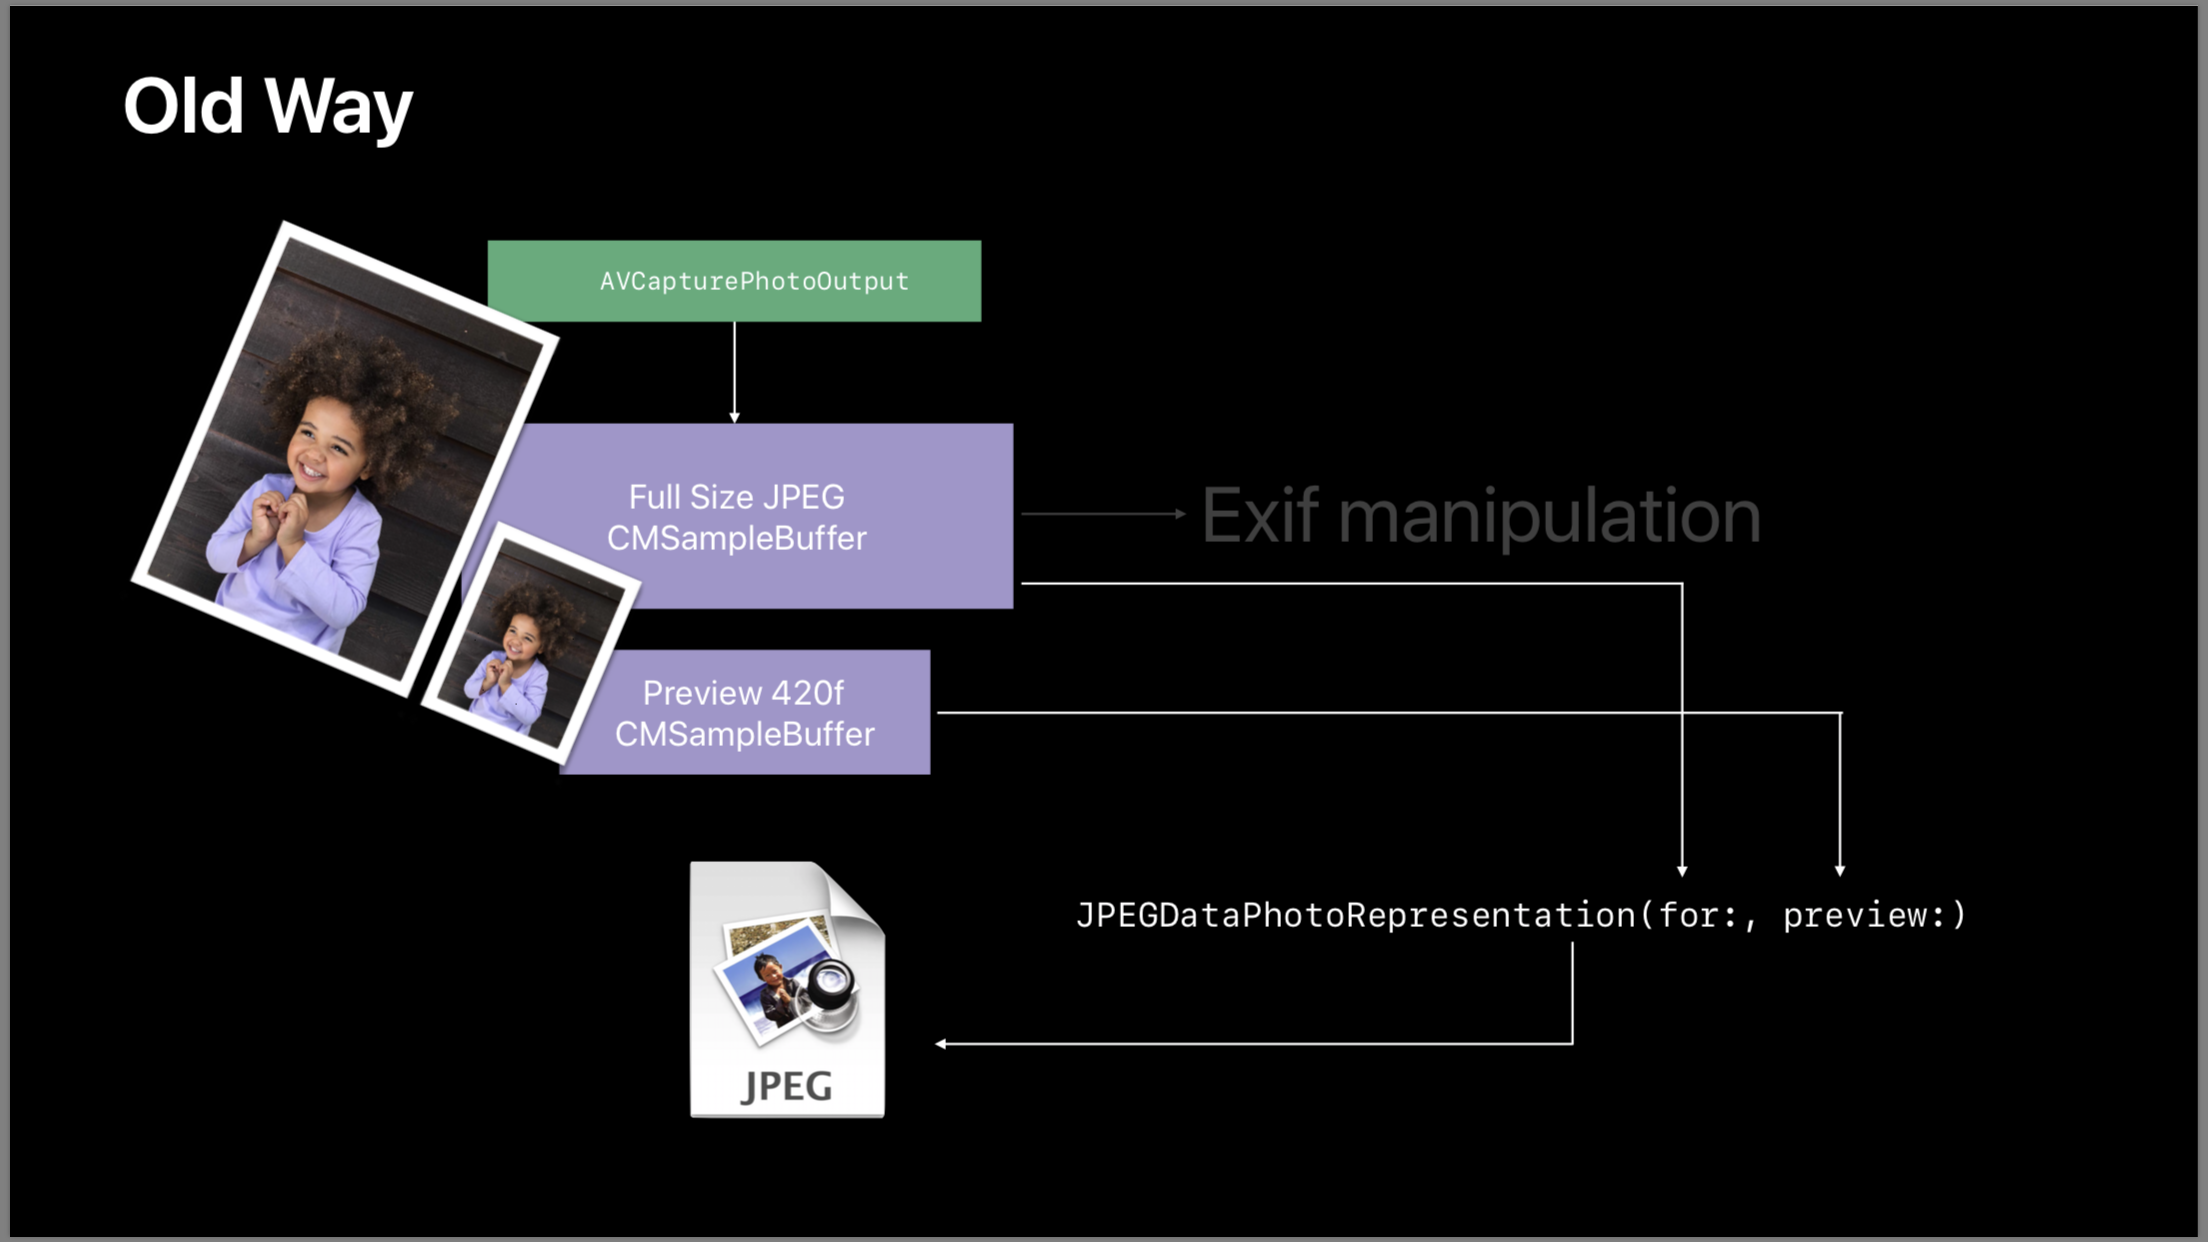 Old Way
AVCapturePhotoOutput
Full Size JPEG
CMSampleBuffer
Exif manipulation
Preview 420f
CMSampleBuffer
JPEGDataPhotoRepresentation(for:, preview:)
JPEG